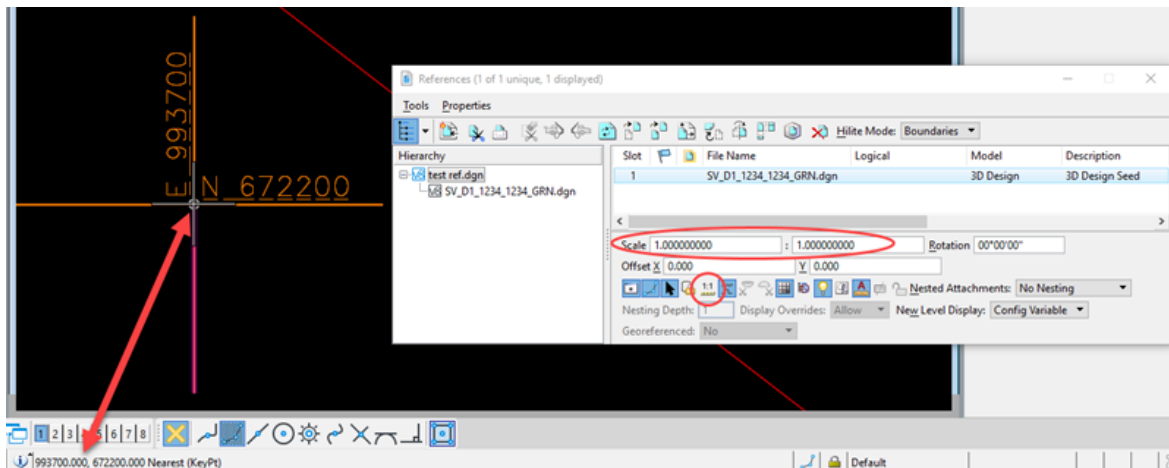 E 993700
N 672200
References (1 of 1 unique, 1 displayed)
Tools Properties
Hilite Mode: Boundaries
Hierarchy
test ref.dgn
SV_D1_1234_1234_GRN.dgn
Slot File Name Logical Model Description
1 SV_D1_1234_1234_GRN.dgn 3D Design 3D Design Seed
Scale 1.000000000 : 1.000000000 Rotation 00°00'00"
Offset X 0.000 Y 0.000
1:1 Nested Attachments: No Nesting
Nesting Depth: 1 Display Overrides: Allow New Level Display: Config Variable
Georeferenced: No
1 2 3 4 5 6 7 8
993700.000, 672200.000 Nearest (KeyPt) Default